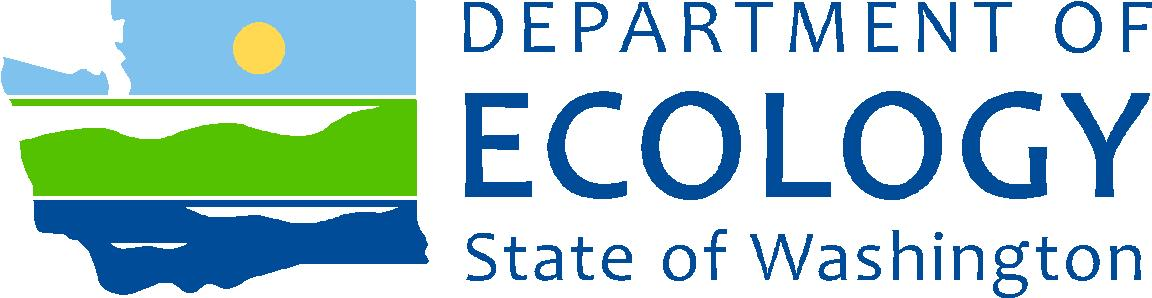 DEPARTMENT OF
ECOLOGY
State of Washington